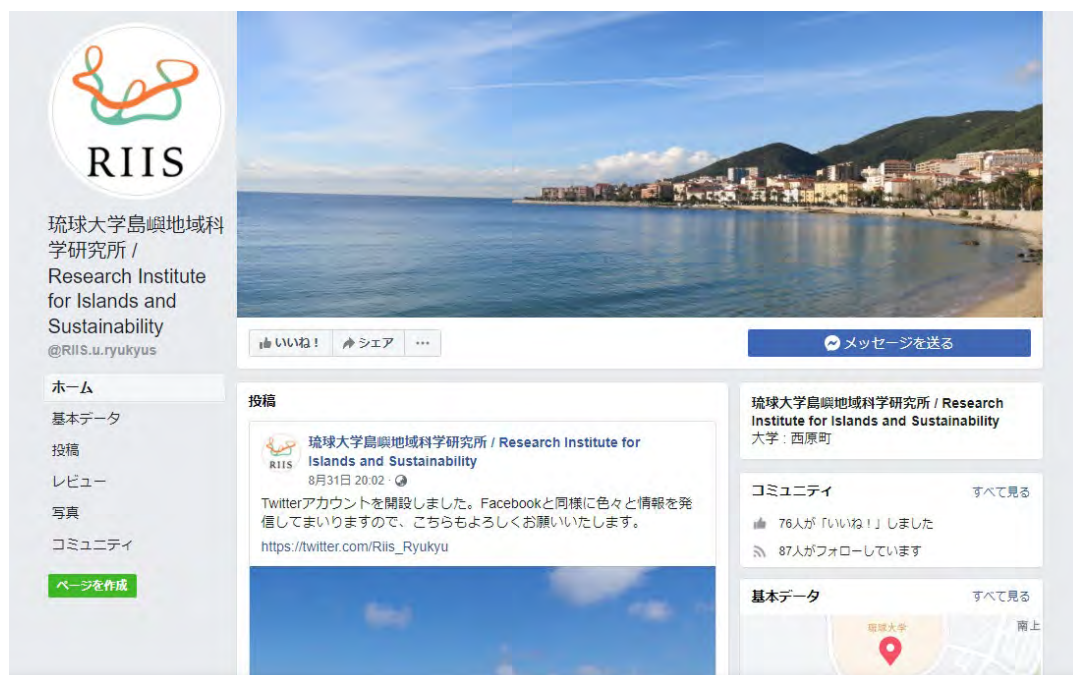 RIIS
琉球大学島嶼地域科
学研究所 /
Research Institute
for Islands and
Sustainability
@RIIS.u.ryukyus
ホーム
基本データ
投稿
レビュー
写真
コミュニティ
ページを作成
いいね！
シェア
メッセージを送る
投稿
RIIS
琉球大学島嶼地域科学研究所 / Research Institute for
Islands and Sustainability
8月31日 20:02 ·
Twitterアカウントを開設しました。Facebookと同様に色々と情報を発
信してまいりますので、こちらもよろしくお願いいたします。
https://twitter.com/Riis_Ryukyu
琉球大学島嶼地域科学研究所 / Research
Institute for Islands and Sustainability
大学 : 西原町
コミュニティ
すべて見る
76人が「いいね！」しました
87人がフォローしています
基本データ
すべて見る
琉球大学
南上